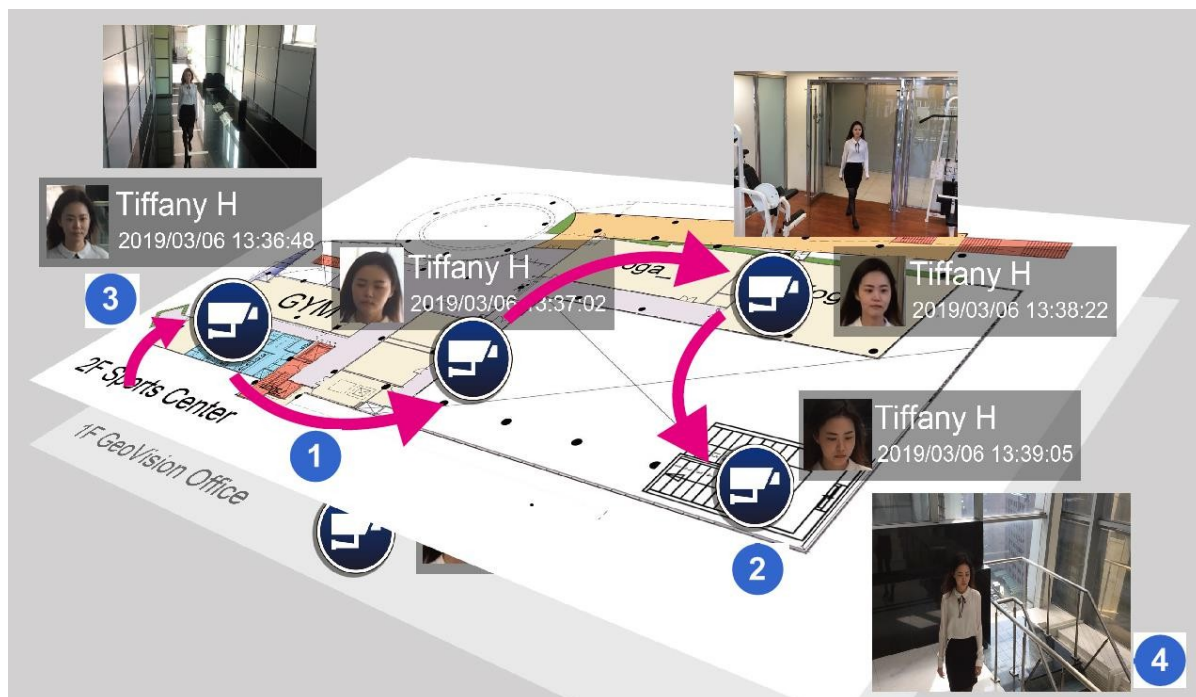 Tiffany H
2019/03/06 13:36:48
3
Tiffany H
2019/03/06 13:37:02
Tiffany H
2019/03/06 13:38:22
GYM
oga_
og
Tiffany H
2019/03/06 13:39:05
2F Sports Center
1F GeoVision Office
1
2
4